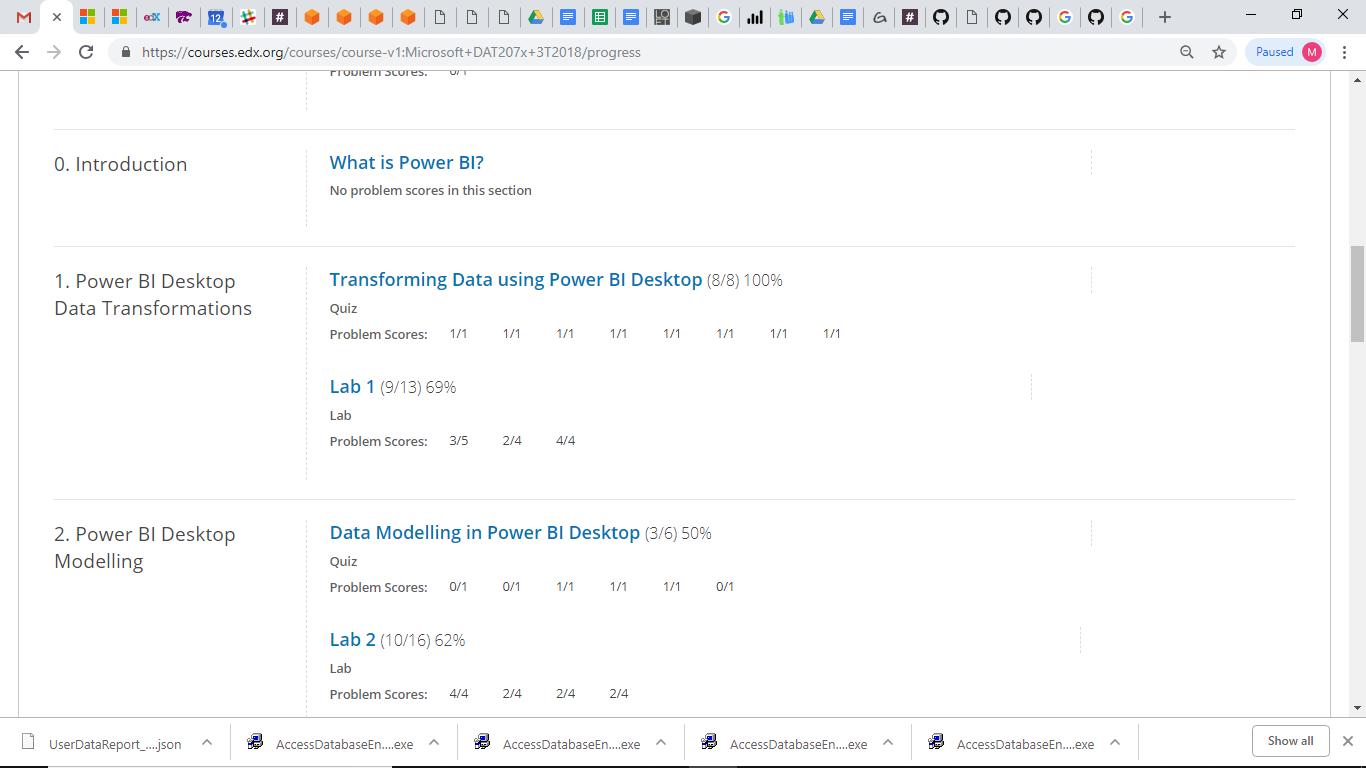 12
edX
https://courses.edx.org/courses/course-v1:Microsoft+DAT207x+3T2018/progress
Paused M
Problem Scores: 0/1
0. Introduction
What is Power BI?
No problem scores in this section
1. Power BI Desktop
Data Transformations
Transforming Data using Power BI Desktop (8/8) 100%
Quiz
Problem Scores: 1/1 1/1 1/1 1/1 1/1 1/1 1/1 1/1
Lab 1 (9/13) 69%
Lab
Problem Scores: 3/5 2/4 4/4
2. Power BI Desktop
Modelling
Data Modelling in Power BI Desktop (3/6) 50%
Quiz
Problem Scores: 0/1 0/1 1/1 1/1 1/1 0/1
Lab 2 (10/16) 62%
Lab
Problem Scores: 4/4 2/4 2/4 2/4
UserDataReport_....json
AccessDatabaseEn....exe
AccessDatabaseEn....exe
AccessDatabaseEn....exe
AccessDatabaseEn....exe
Show all